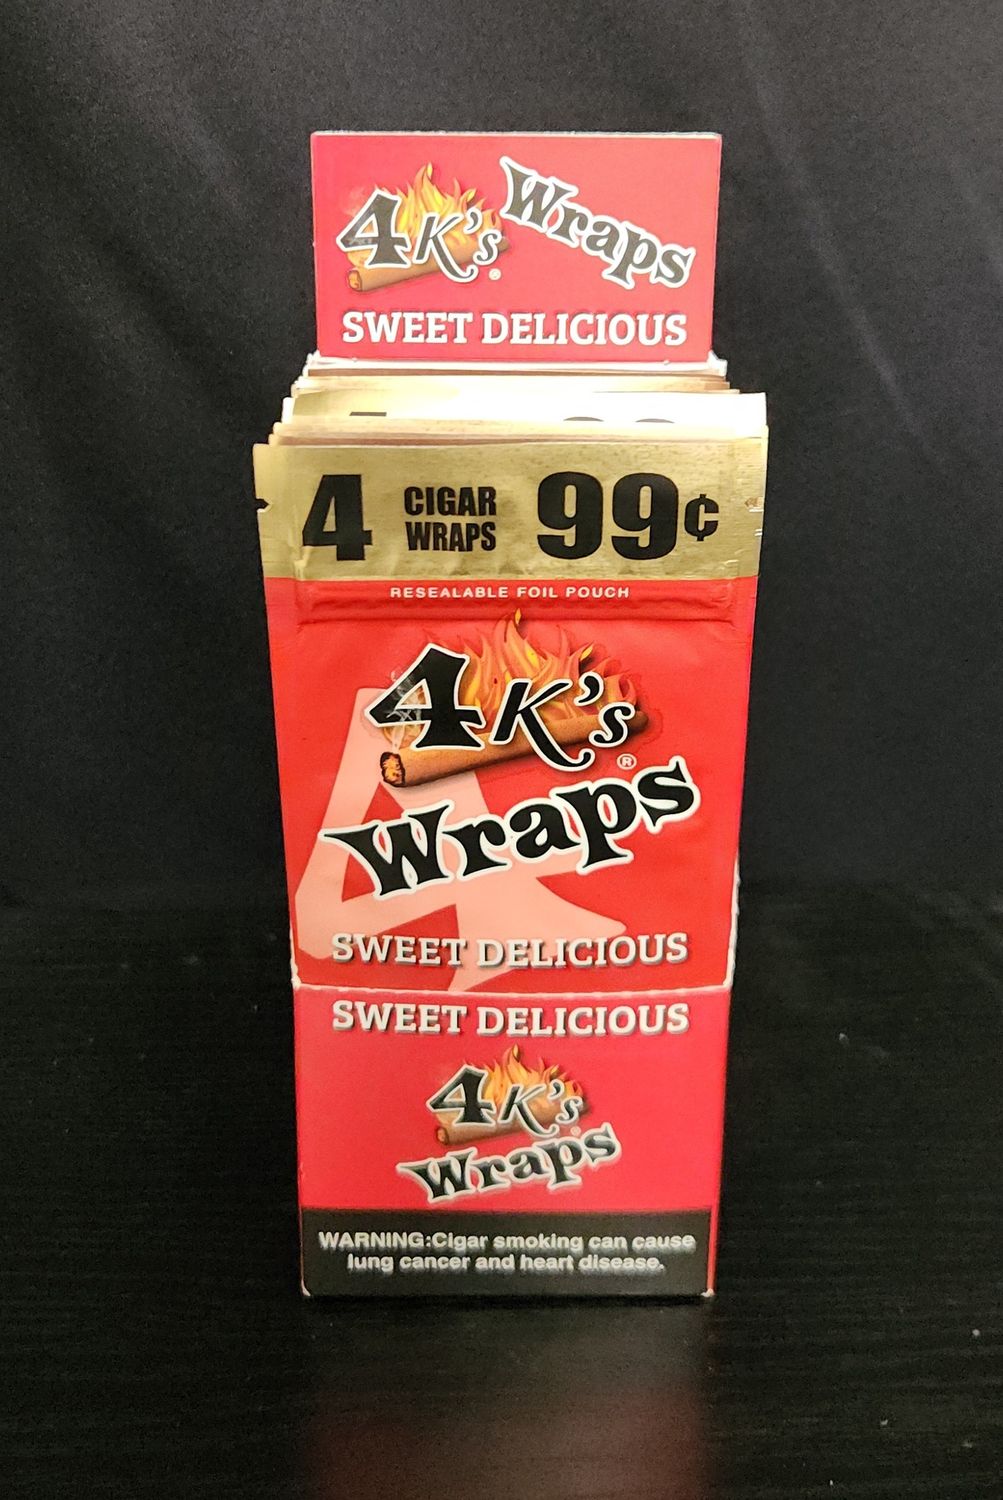 4K's Wraps
SWEET DELICIOUS
4 CIGAR WRAPS 99¢
RESEALABLE FOIL POUCH
4K's®
Wraps
SWEET DELICIOUS
SWEET DELICIOUS
4K's
Wraps
WARNING:Cigar smoking can cause
lung cancer and heart disease.